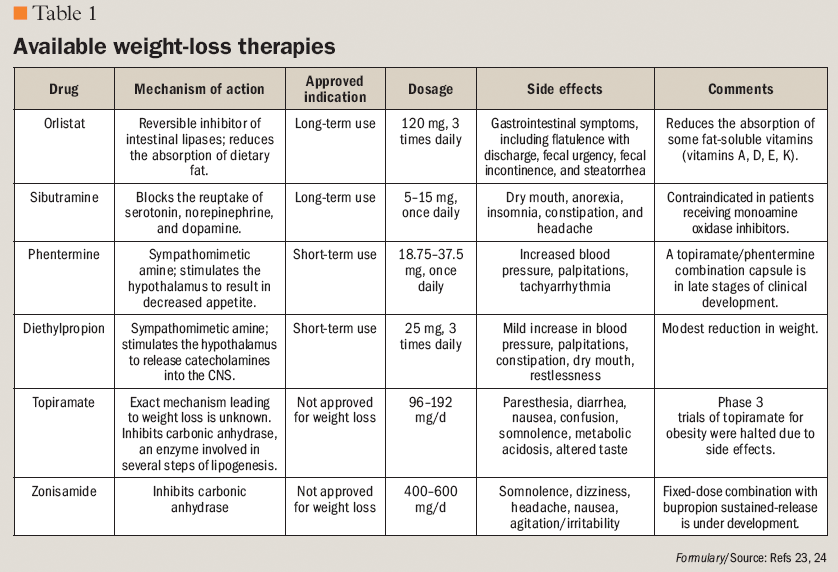 Table 1
Available weight-loss therapies
Drug
Mechanism of action
Approved
indication
Dosage
Side effects
Comments
Orlistat
Reversible inhibitor of
intestinal lipases; reduces
the absorption of dietary
fat.
Long-term use
120 mg, 3
times daily
Gastrointestinal symptoms,
including flatulence with
discharge, fecal urgency, fecal
incontinence, and steatorrhea
Reduces the absorption of
some fat-soluble vitamins
(vitamins A, D, E, K).
Sibutramine
Blocks the reuptake of
serotonin, norepinephrine,
and dopamine.
Long-term use
5–15 mg,
once daily
Dry mouth, anorexia,
insomnia, constipation, and
headache
Contraindicated in patients
receiving monoamine
oxidase inhibitors.
Phentermine
Sympathomimetic
amine; stimulates the
hypothalamus to result in
decreased appetite.
Short-term use
18.75–37.5
mg, once
daily
Increased blood
pressure, palpitations,
tachyarrhythmia
A topiramate/phentermine
combination capsule is
in late stages of clinical
development.
Diethylpropion
Sympathomimetic amine;
stimulates the hypothalamus
to release catecholamines
into the CNS.
Short-term use
25 mg, 3
times daily
Mild increase in blood
pressure, palpitations,
constipation, dry mouth,
restlessness
Modest reduction in weight.
Topiramate
Exact mechanism leading
to weight loss is unknown.
Inhibits carbonic anhydrase,
an enzyme involved in
several steps of lipogenesis.
Not approved
for weight loss
96–192
mg/d
Paresthesia, diarrhea,
nausea, confusion,
somnolence, metabolic
acidosis, altered taste
Phase 3
trials of topiramate for
obesity were halted due to
side effects.
Zonisamide
Inhibits carbonic
anhydrase
Not approved
for weight loss
400–600
mg/d
Somnolence, dizziness,
headache, nausea,
agitation/irritability
Fixed-dose combination with
bupropion sustained-release
is under development.
Formulary/Source: Refs 23, 24